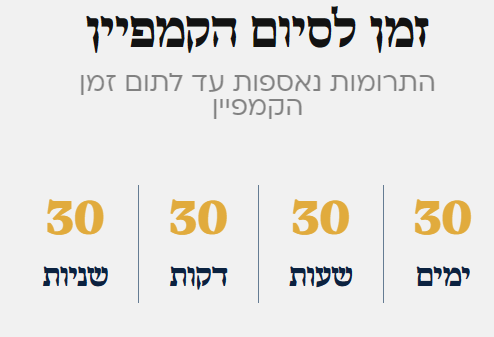 זמן לסיום הקמפיין
התרומות נאספות עד לתום זמן
הקמפיין
30 30 30 30
ימים שעות דקות שניות